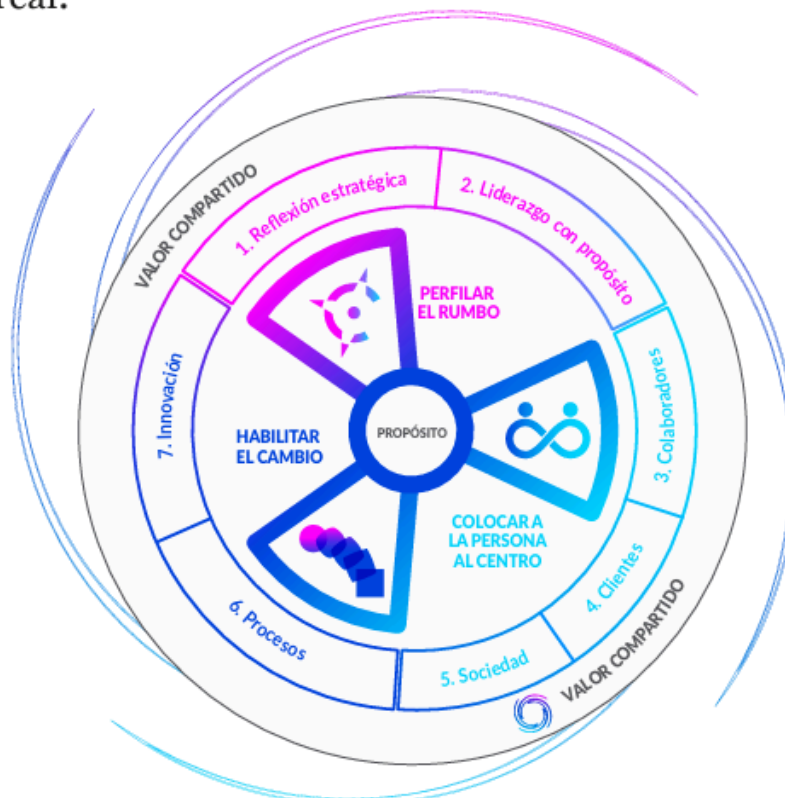 real.
VALOR COMPARTIDO
1. Reflexión estratégica
2. Liderazgo con propósito
PERFILAR
EL RUMBO
3. Colaboradores
7. Innovación
HABILITAR
EL CAMBIO
PROPÓSITO
COLOCAR A
LA PERSONA
AL CENTRO
4. Clientes
6. Procesos
5. Sociedad
VALOR COMPARTIDO